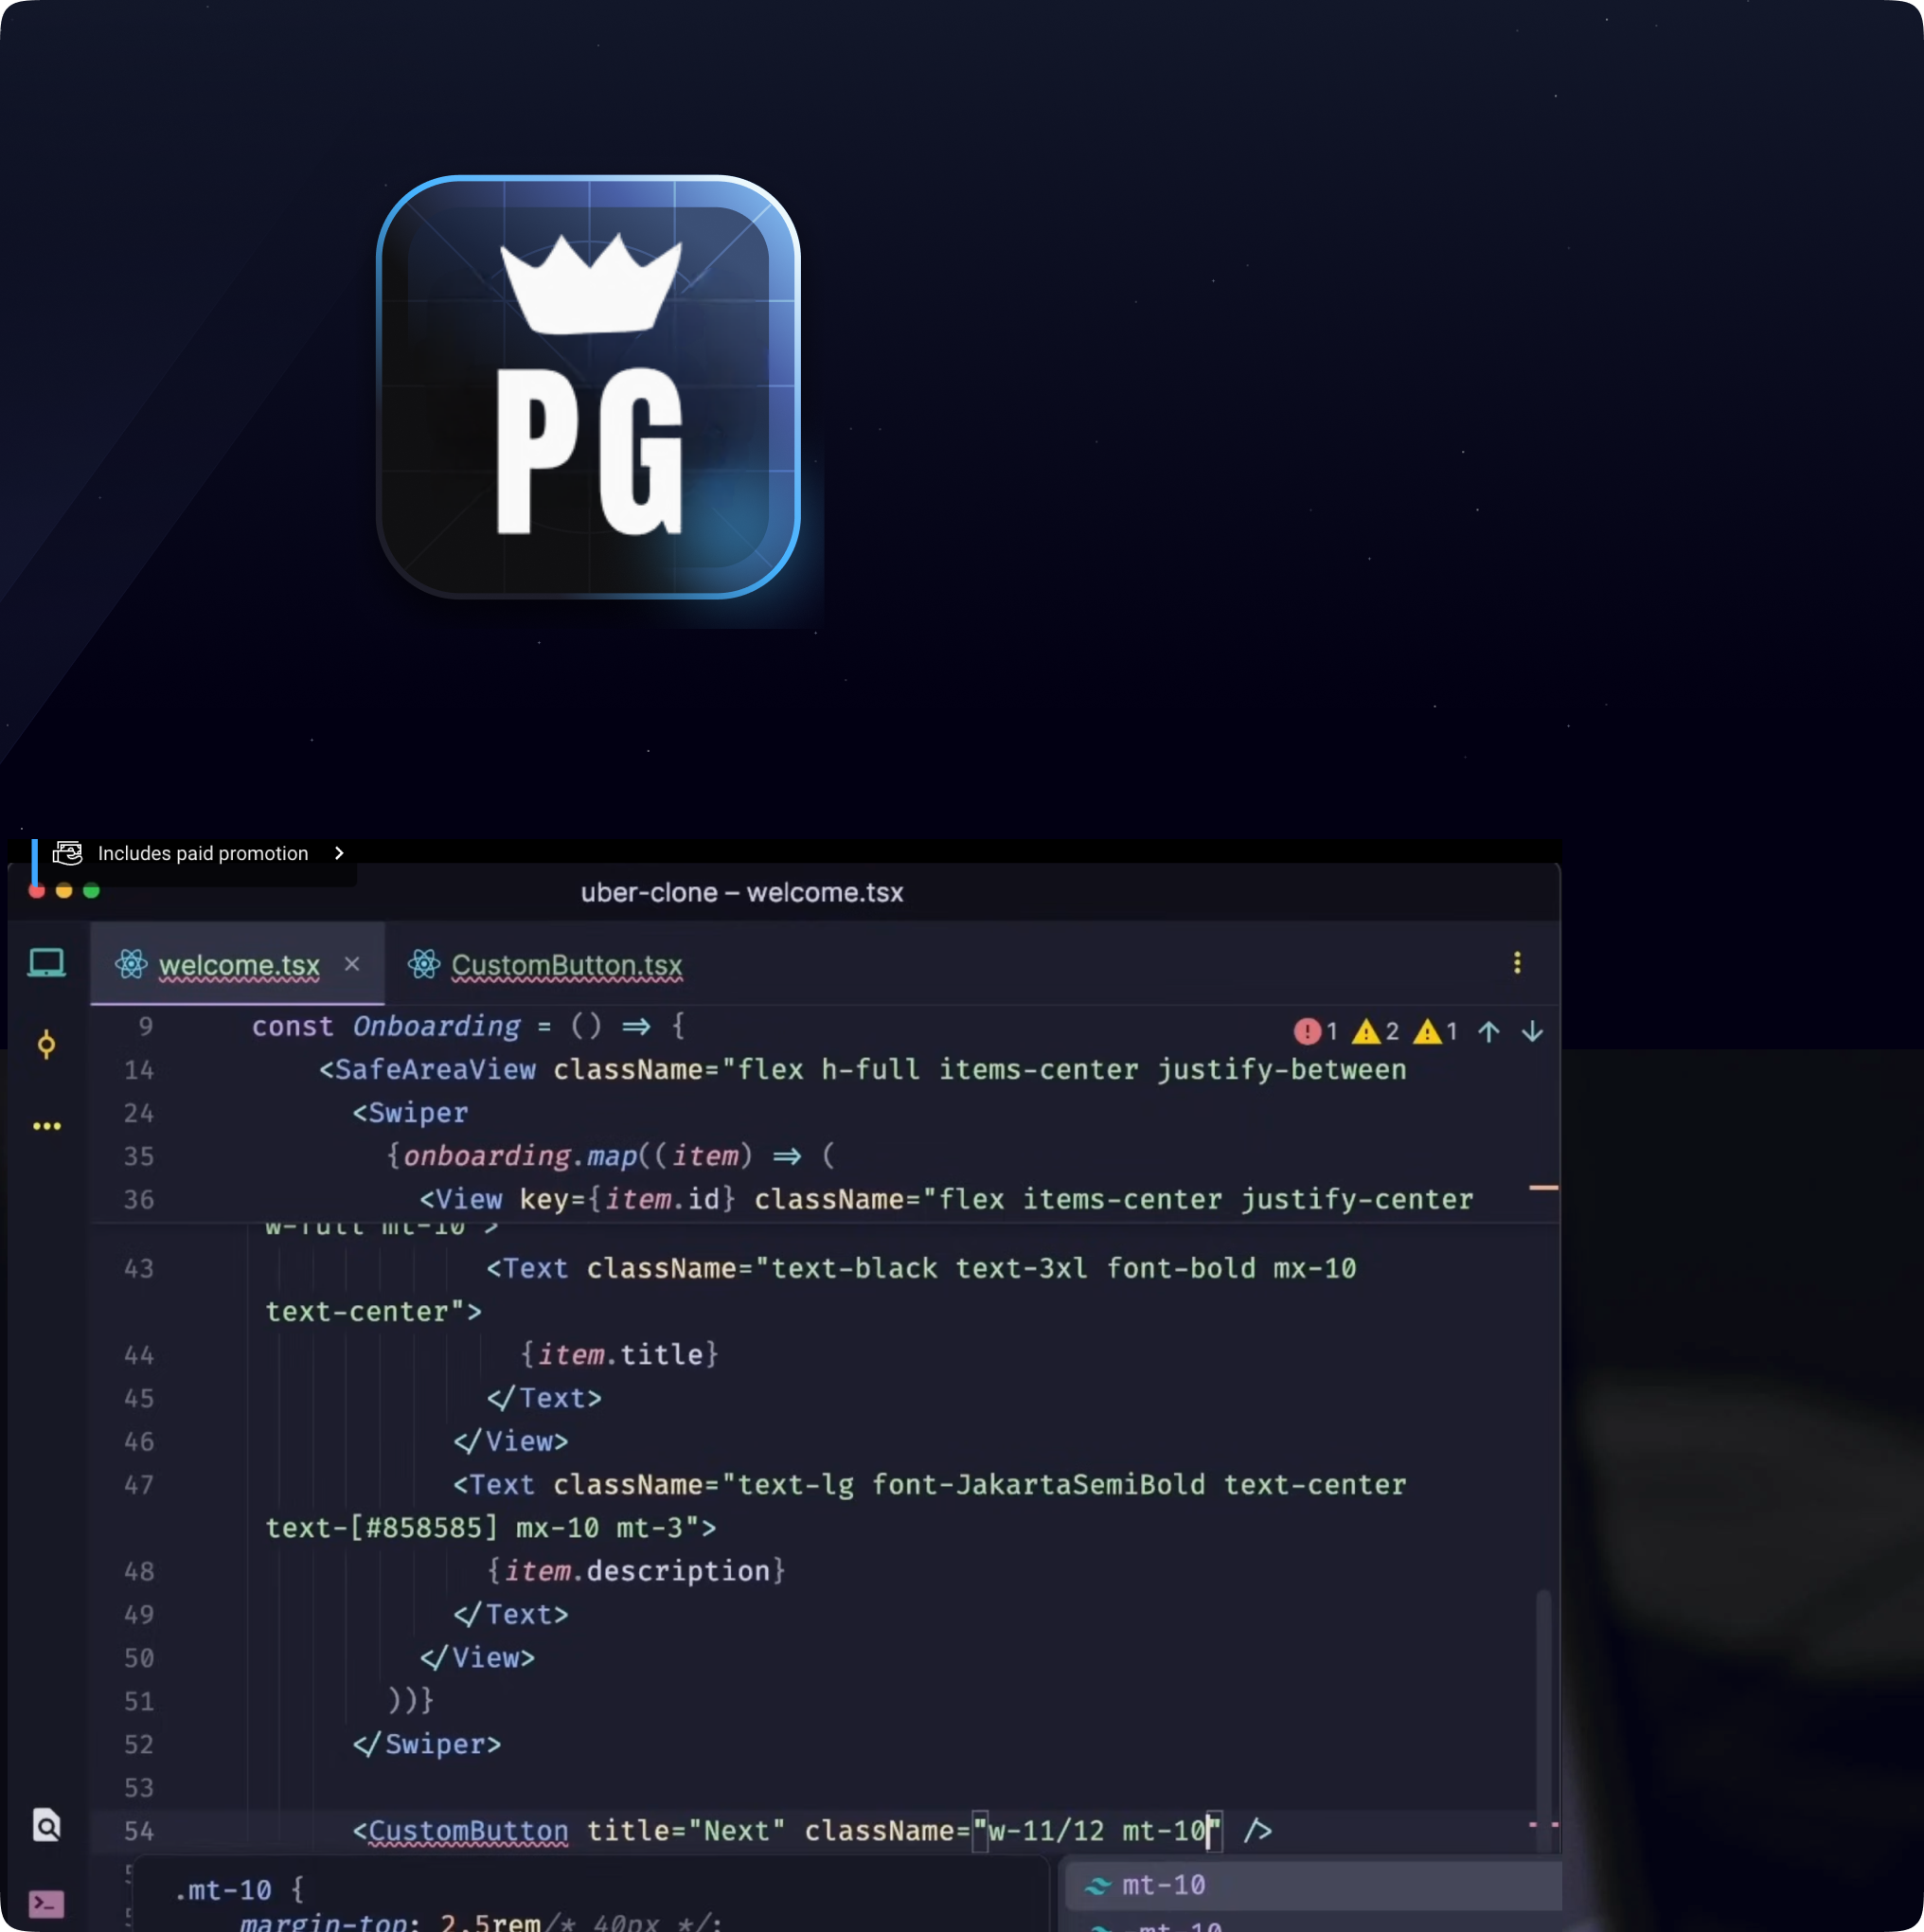 PG
Includes paid promotion
uber-clone – welcome.tsx
welcome.tsx × CustomButton.tsx
9 const Onboarding = () => {
1 2 1
14 <SafeAreaView className="flex h-full items-center justify-between
24 <Swiper
35 {onboarding.map((item) => (
36 <View key={item.id} className="flex items-center justify-center
w-full mt-10">
43 <Text className="text-black text-3xl font-bold mx-10
text-center">
44 {item.title}
45 </Text>
46 </View>
47 <Text className="text-lg font-JakartaSemiBold text-center
text-[#858585] mx-10 mt-3">
48 {item.description}
49 </Text>
50 </View>
51 ))}
52 </Swiper>
53
54 <CustomButton title="Next" className="w-11/12 mt-10" />
.mt-10 {
margin-top: 2.5rem/* 40px */;
mt-10
-mt-10